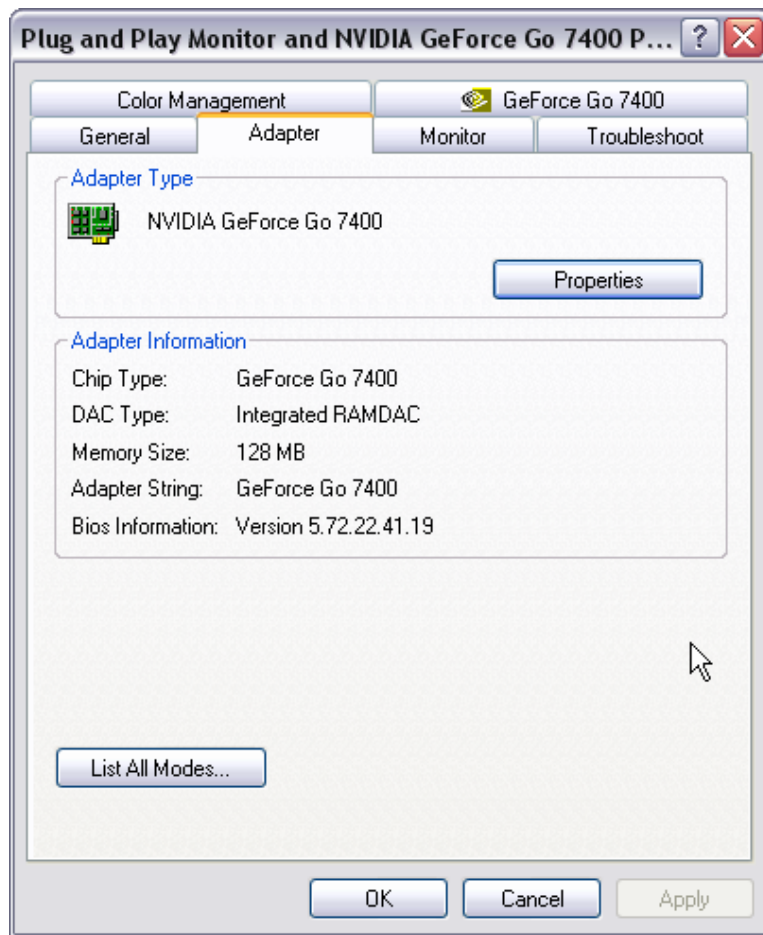 Plug and Play Monitor and NVIDIA GeForce Go 7400 P... ?
Color Management GeForce Go 7400
General Adapter Monitor Troubleshoot
Adapter Type
NVIDIA GeForce Go 7400
Properties
Adapter Information
Chip Type: GeForce Go 7400
DAC Type: Integrated RAMDAC
Memory Size: 128 MB
Adapter String: GeForce Go 7400
Bios Information: Version 5.72.22.41.19
List All Modes...
OK Cancel Apply